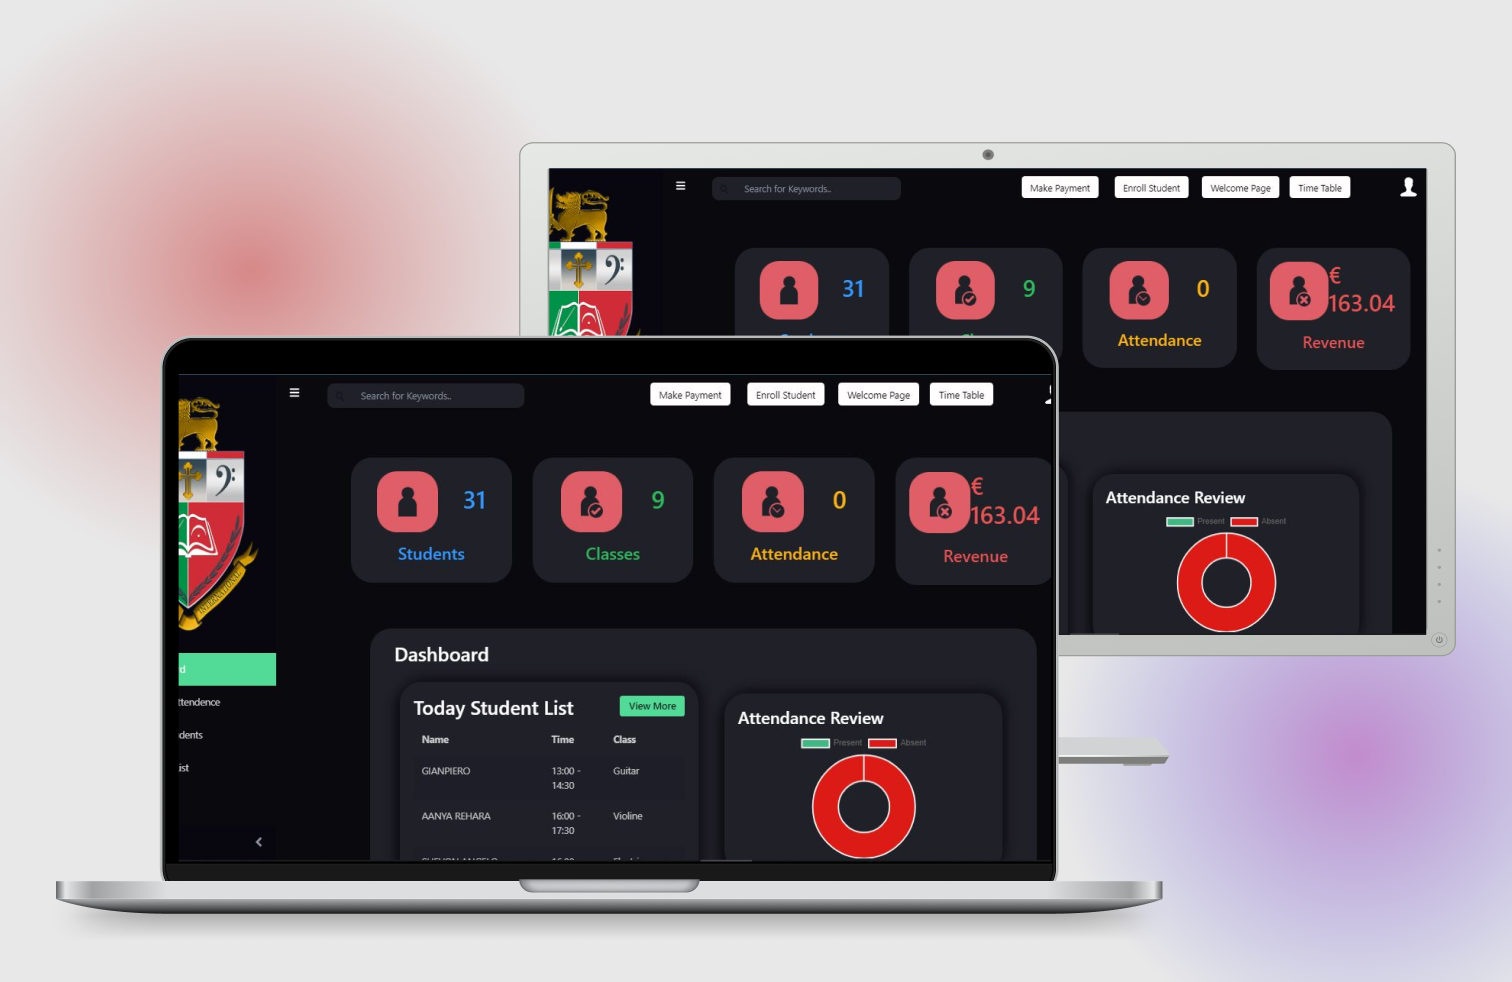 Search for Keywords..
Make Payment
Enroll Student
Welcome Page
Time Table
31
9
0
€
163.04
Attendance
Revenue
Attendance Review
Present
Absent
Search for Keywords..
Make Payment
Enroll Student
Welcome Page
Time Table
31
Students
9
Classes
0
Attendance
€
163.04
Revenue
INTERNATIONAL
d
ttendence
dents
ist
Dashboard
Today Student List
View More
Name Time Class
GIANPIERO 13:00 - Guitar
14:30
AANYA REHARA 16:00 - Violine
17:30
Attendance Review
Present
Absent